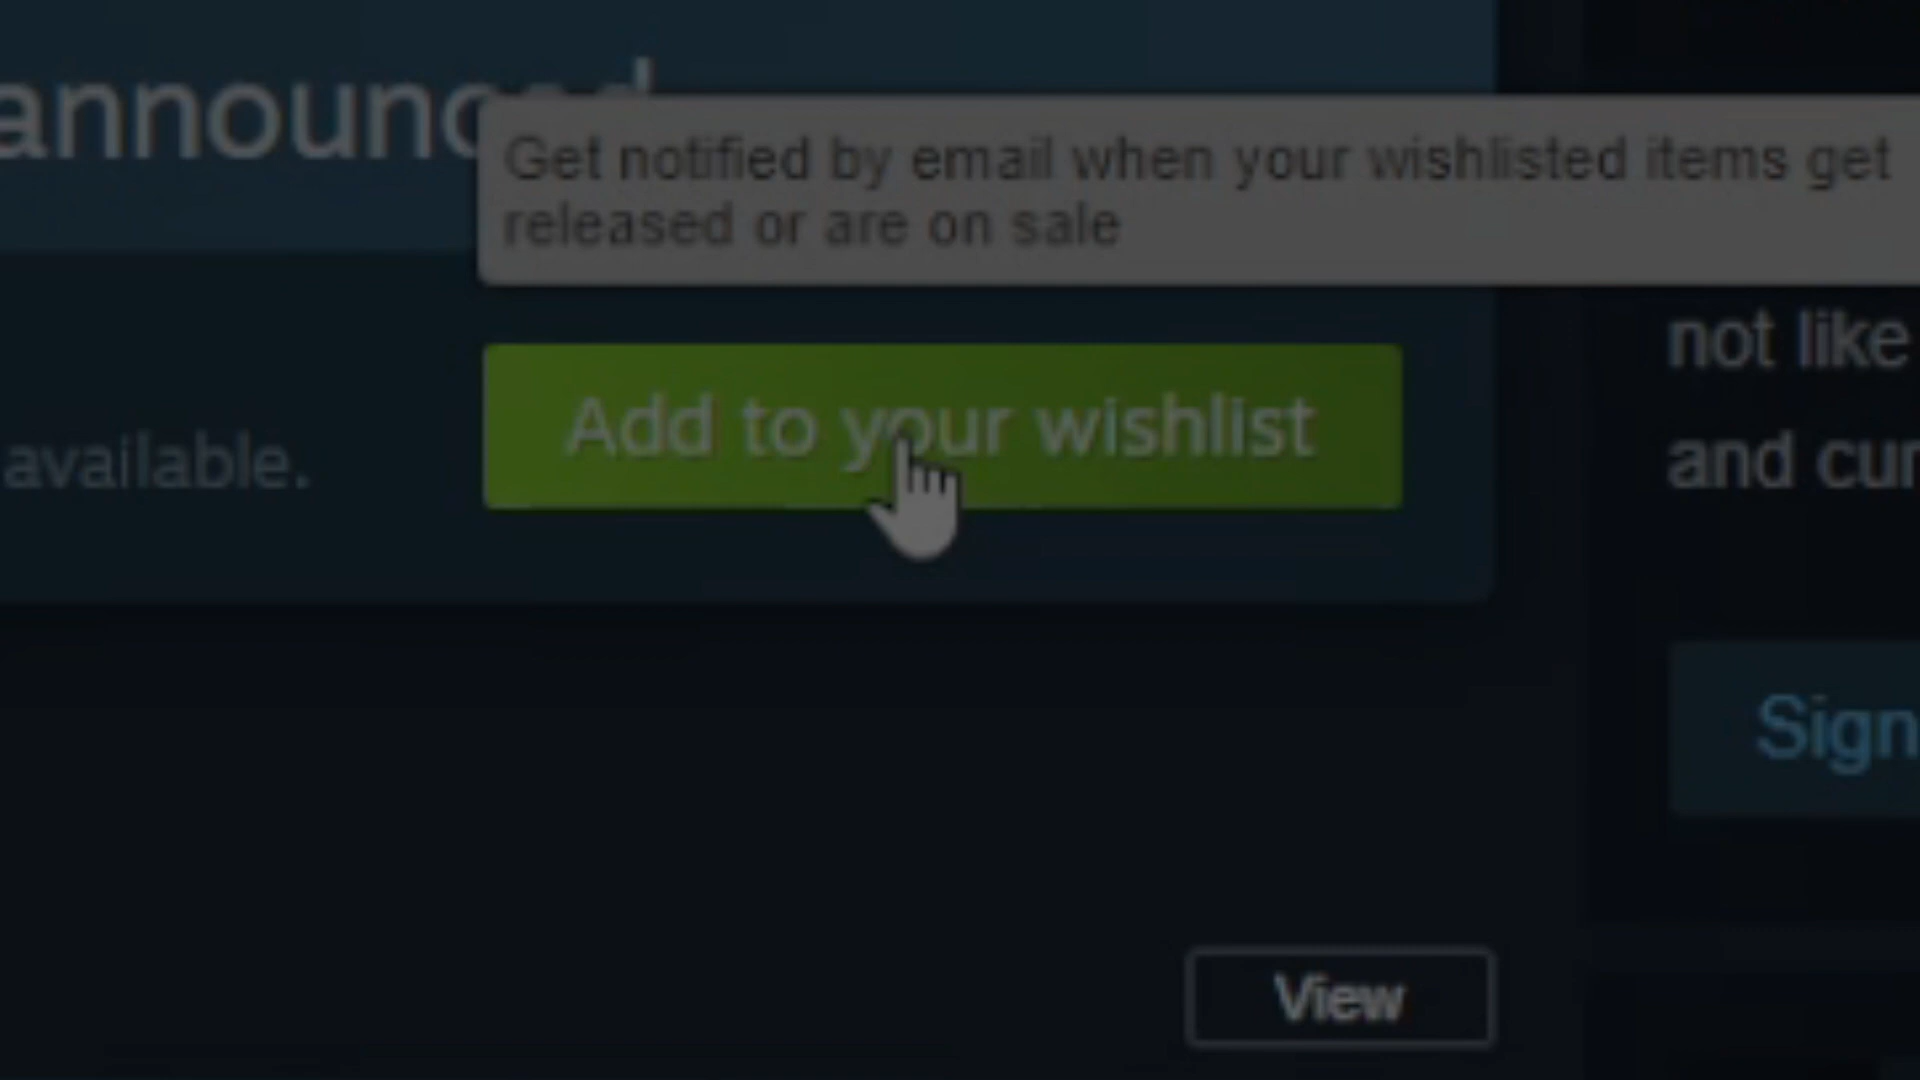 announced
Get notified by email when your wishlisted items get
released or are on sale
not like
Add to your wishlist
available.
and cur
Sign
View